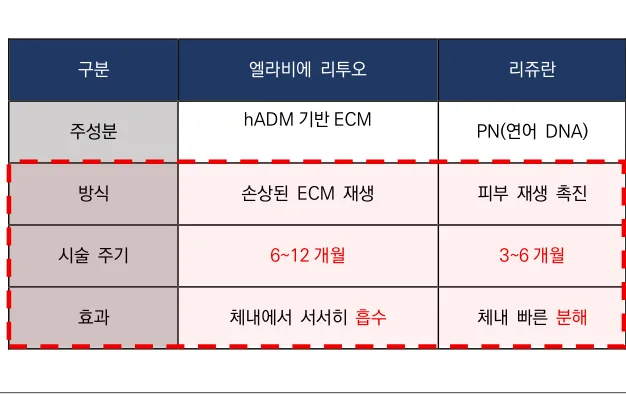 구분 엘라비에 리투오 리쥬란
주성분 hADM 기반 ECM PN(연어 DNA)
방식 손상된 ECM 재생 피부 재생 촉진
시술 주기 6~12 개월 3~6 개월
효과 체내에서 서서히 흡수 체내 빠른 분해